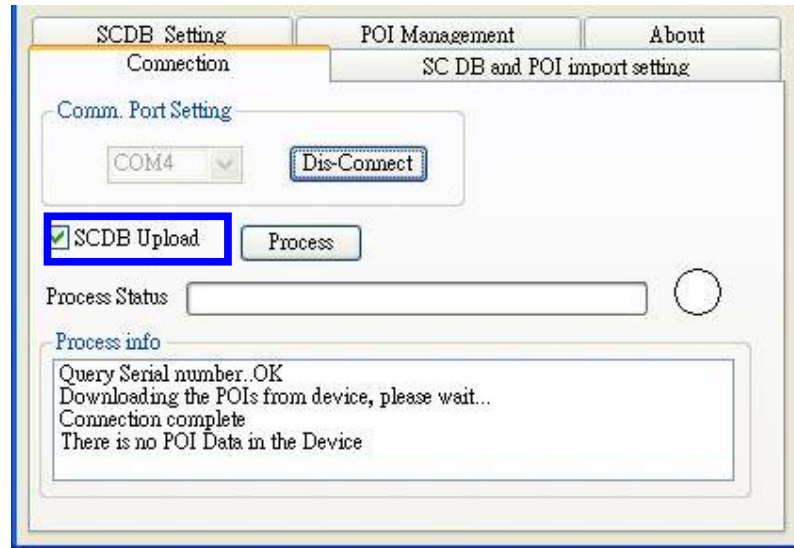 SCDB Setting
POI Management
About
Connection
SC DB and POI import setting
Comm. Port Setting
COM4
Dis-Connect
SCDB Upload
Process
Process Status
Process info
Query Serial number..OK
Downloading the POIs from device, please wait...
Connection complete
There is no POI Data in the Device